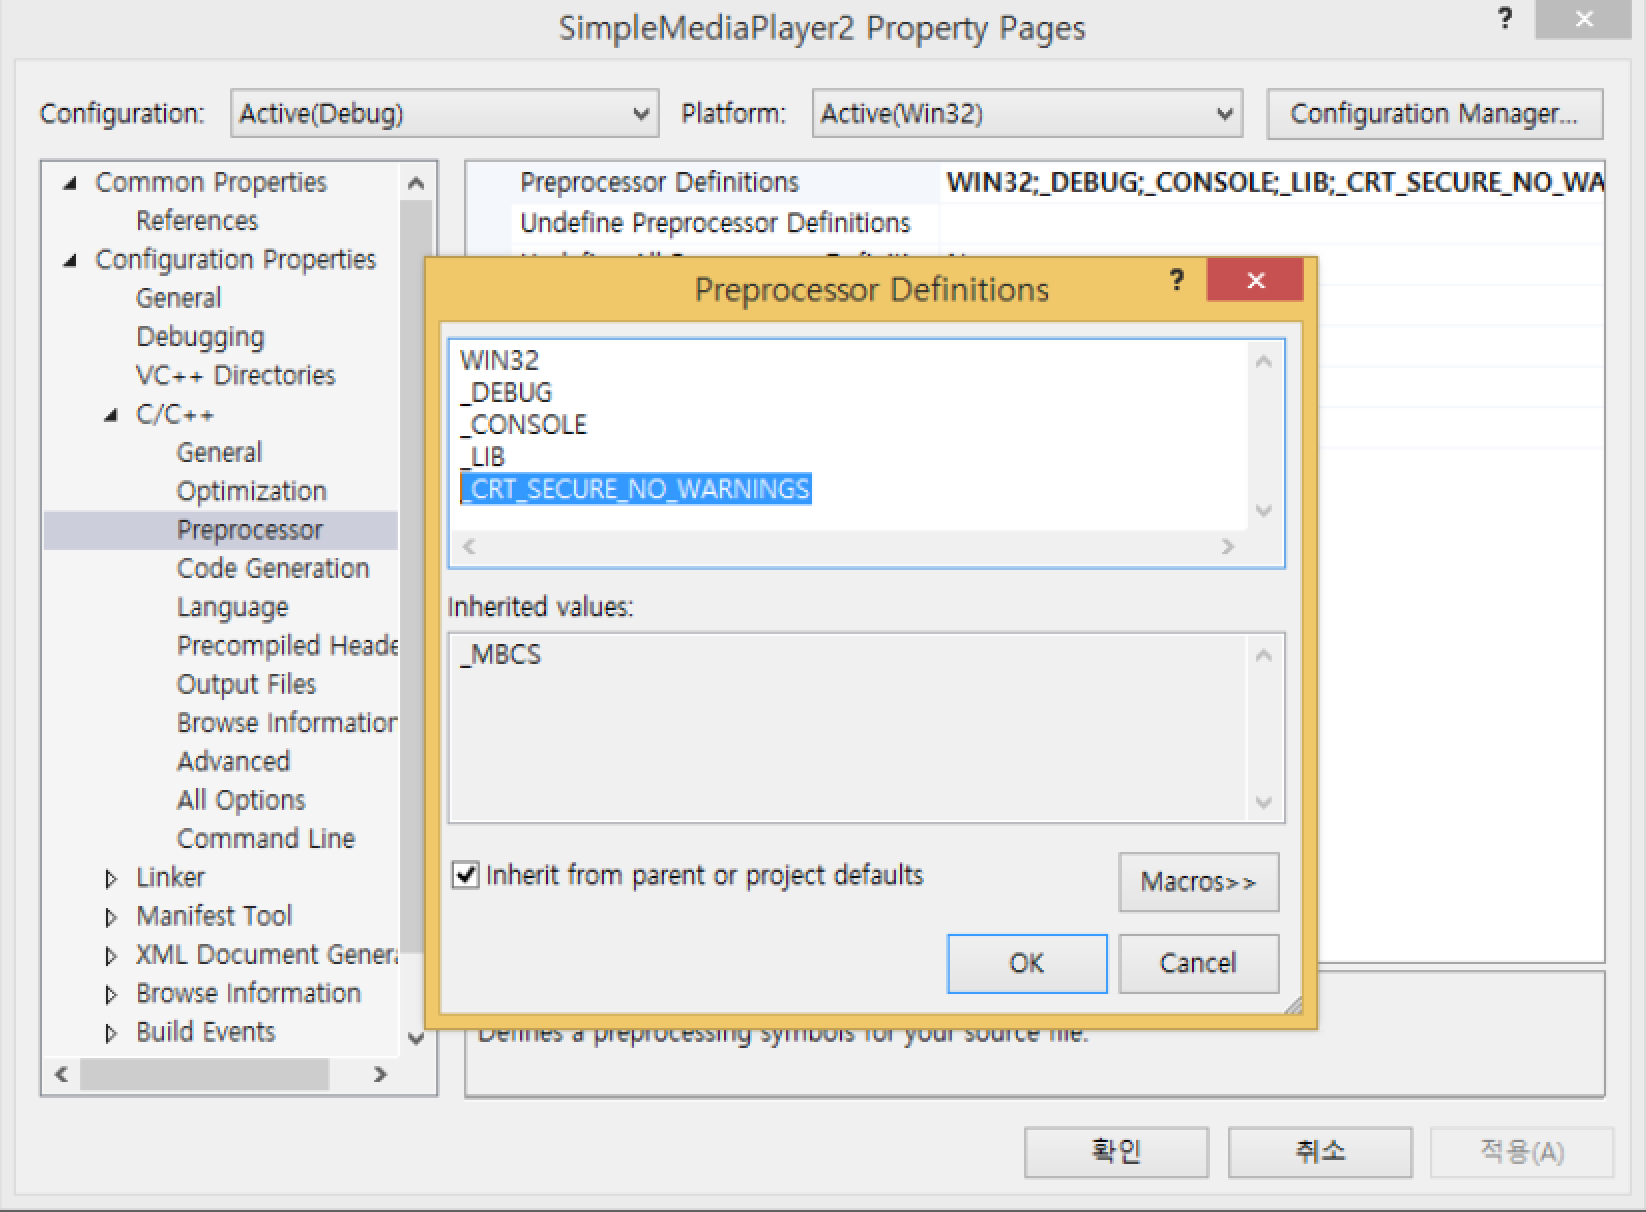 SimpleMediaPlayer2 Property Pages
?
Configuration:
Active(Debug)
Platform:
Active(Win32)
Configuration Manager...
Common Properties
References
Configuration Properties
General
Debugging
VC++ Directories
C/C++
General
Optimization
Preprocessor
Code Generation
Language
Precompiled Heade
Output Files
Browse Information
Advanced
All Options
Command Line
Linker
Manifest Tool
XML Document Genera
Browse Information
Build Events
Preprocessor Definitions
WIN32;_DEBUG;_CONSOLE;_LIB;_CRT_SECURE_NO_WA
Undefine Preprocessor Definitions
Preprocessor Definitions
?
WIN32
_DEBUG
_CONSOLE
_LIB
_CRT_SECURE_NO_WARNINGS
Inherited values:
_MBCS
Inherit from parent or project defaults
Macros>>
OK
Cancel
Defines a preprocessing symbols for your source file.
확인
취소
적용(A)